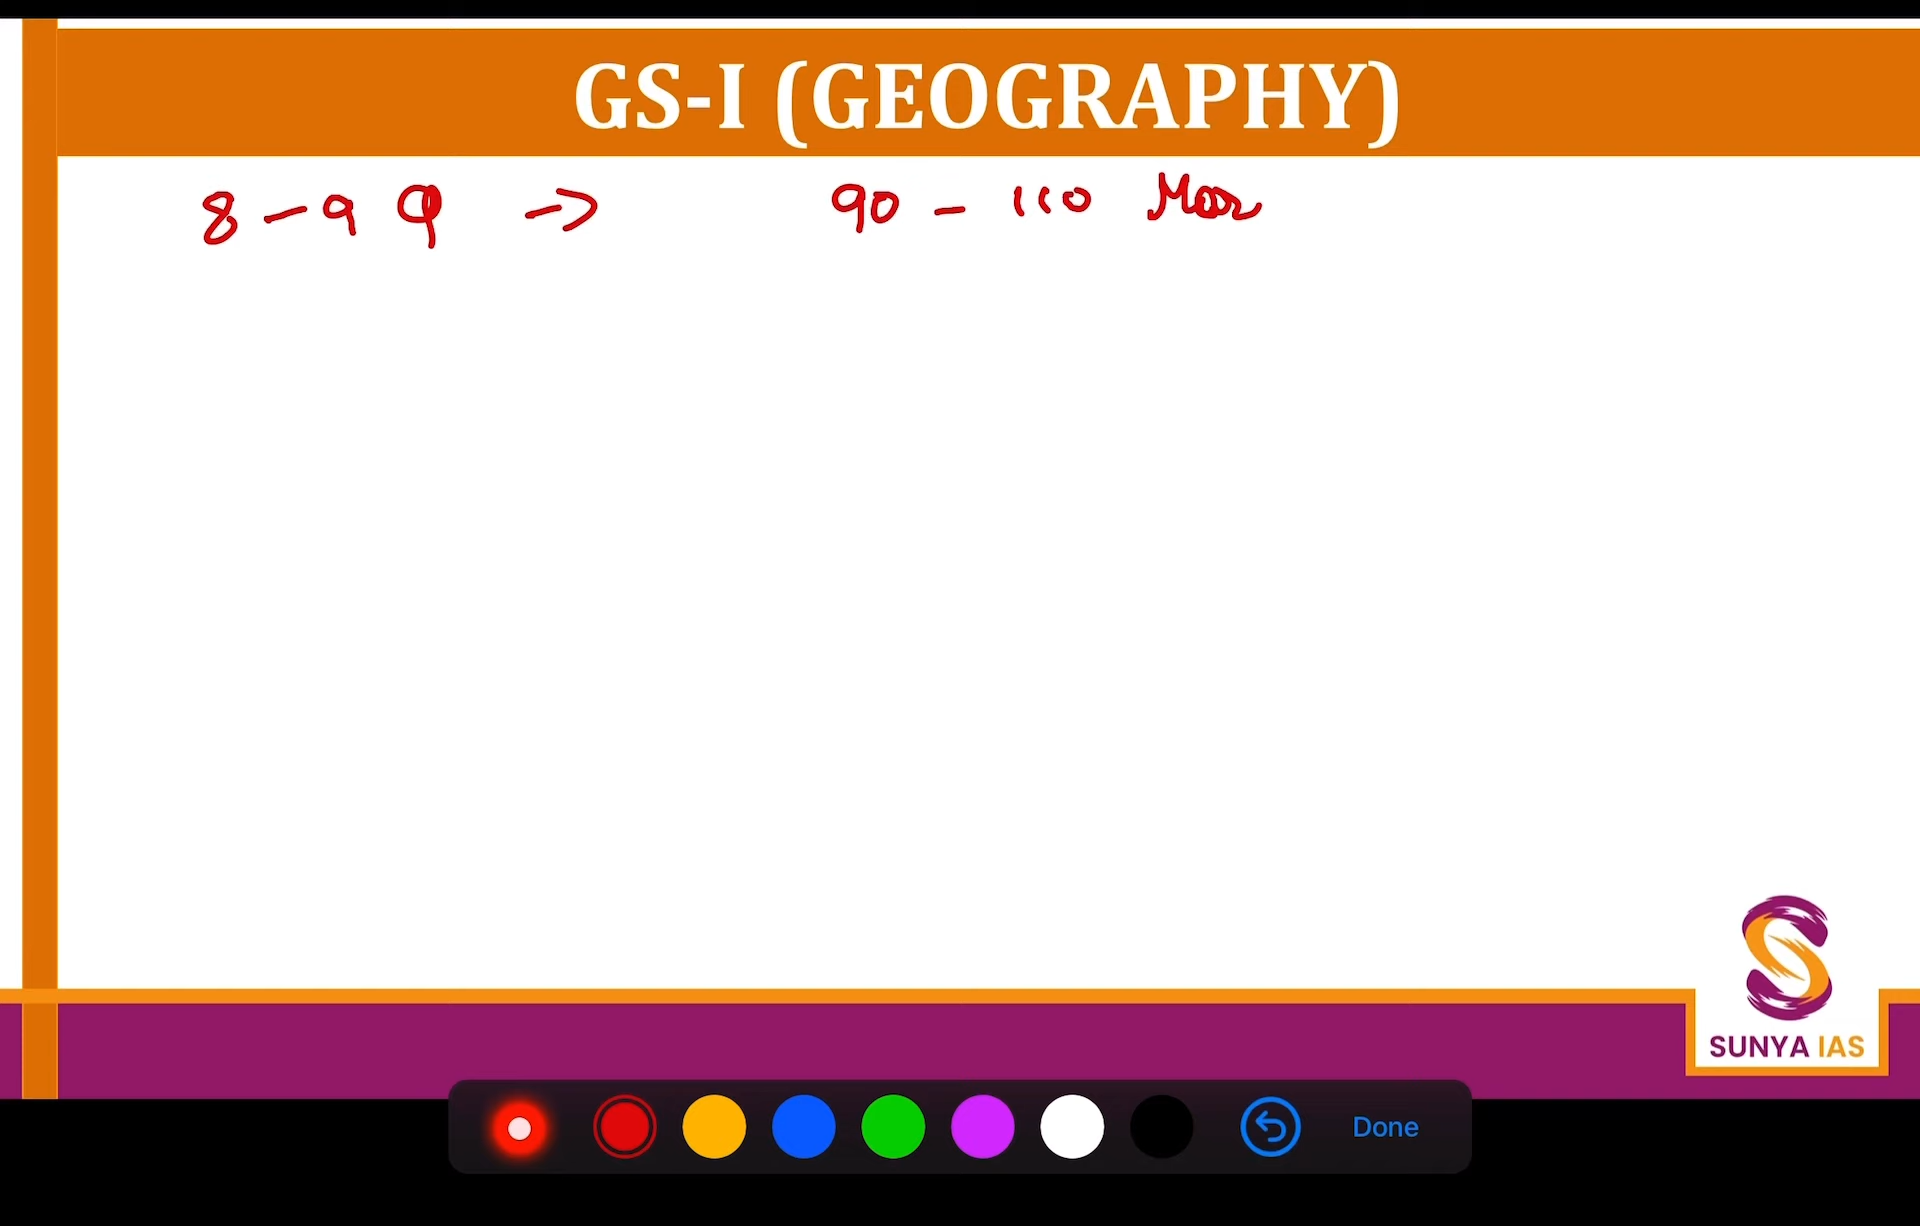 GS-I (GEOGRAPHY)
8-9 Q → 90 - 110 Mar
SUNYA IAS
Done